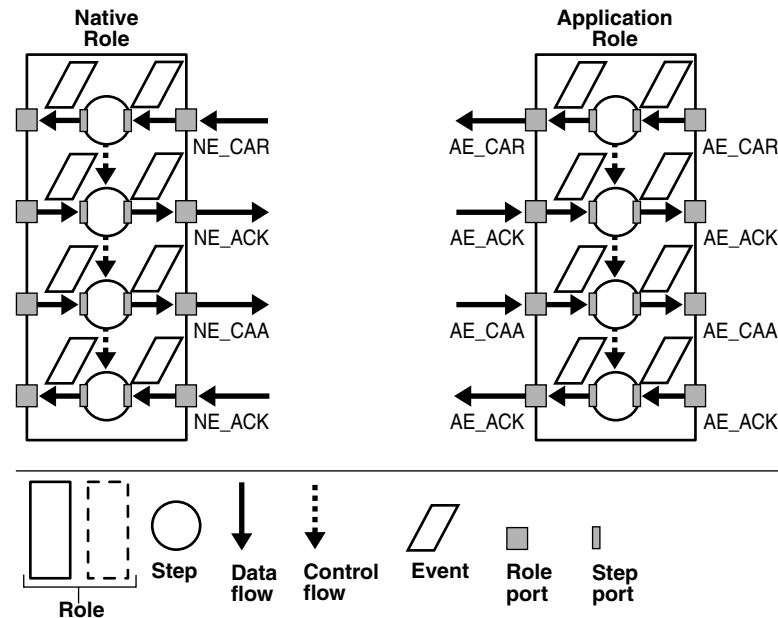 Native
Role
Application
Role
NE_CAR
AE_CAR
AE_CAR
NE_ACK
AE_ACK
AE_ACK
NE_CAA
AE_CAA
AE_CAA
NE_ACK
AE_ACK
AE_ACK
Role
Step
Data
flow
Control
flow
Event
Role
port
Step
port